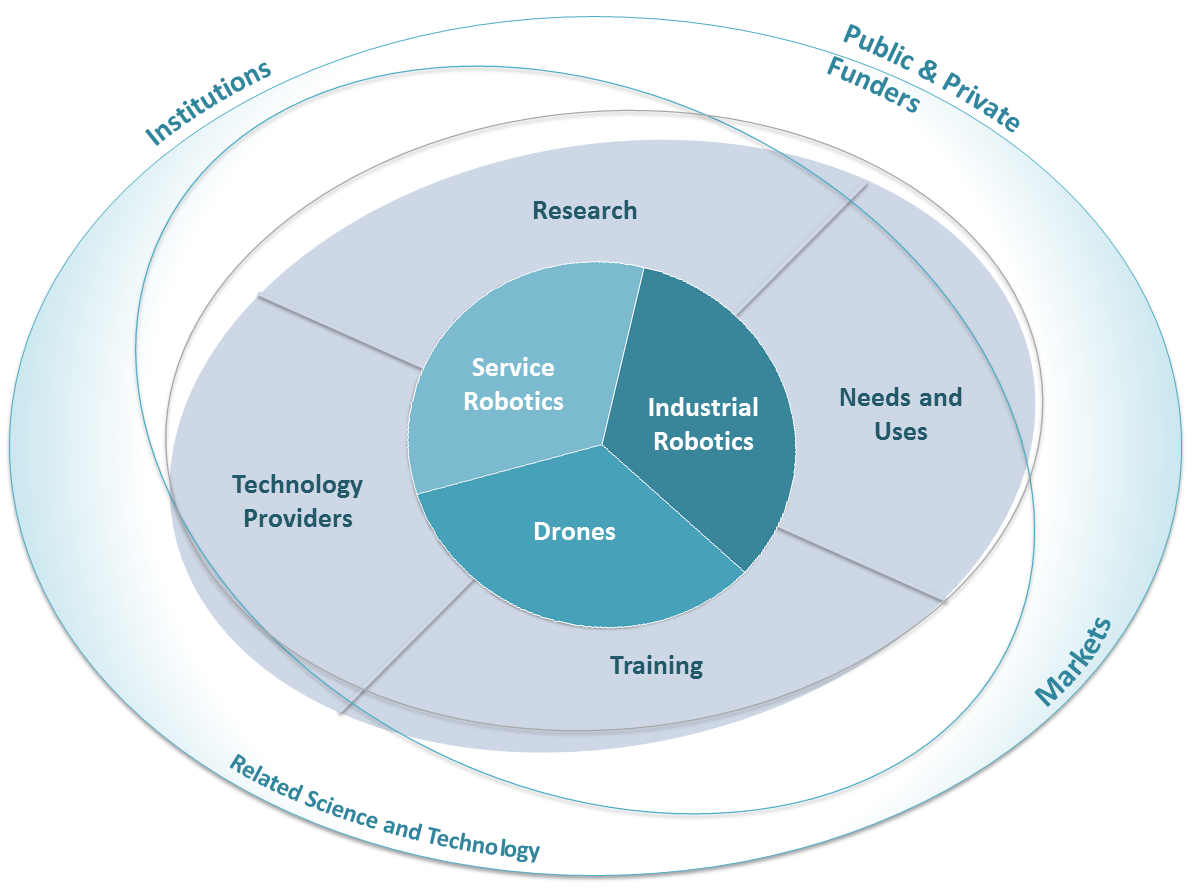 Institutions
Public & Private
Funders
Research
Service
Robotics
Industrial
Robotics
Needs and
Uses
Technology
Providers
Drones
Training
Markets
Related Science and Technology